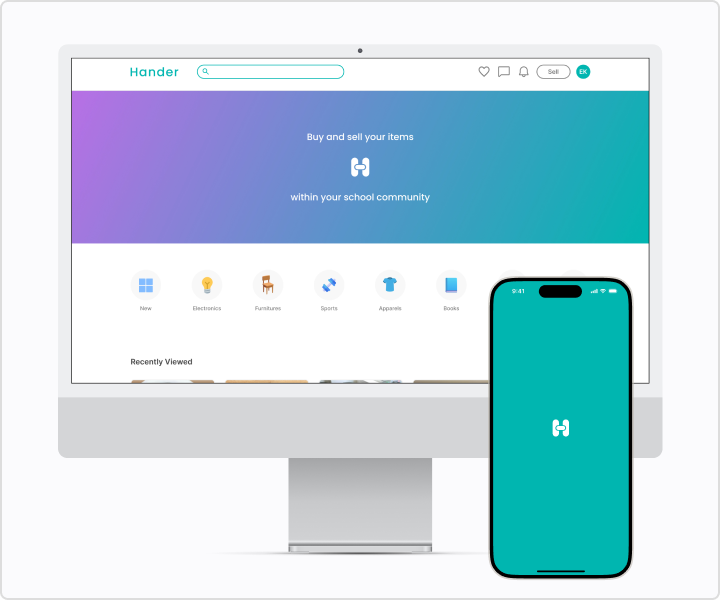 Hander
Sell
EK
Buy and sell your items
within your school community
New
Electronics
Furnitures
Sports
Apparels
Books
Recently Viewed
9:41